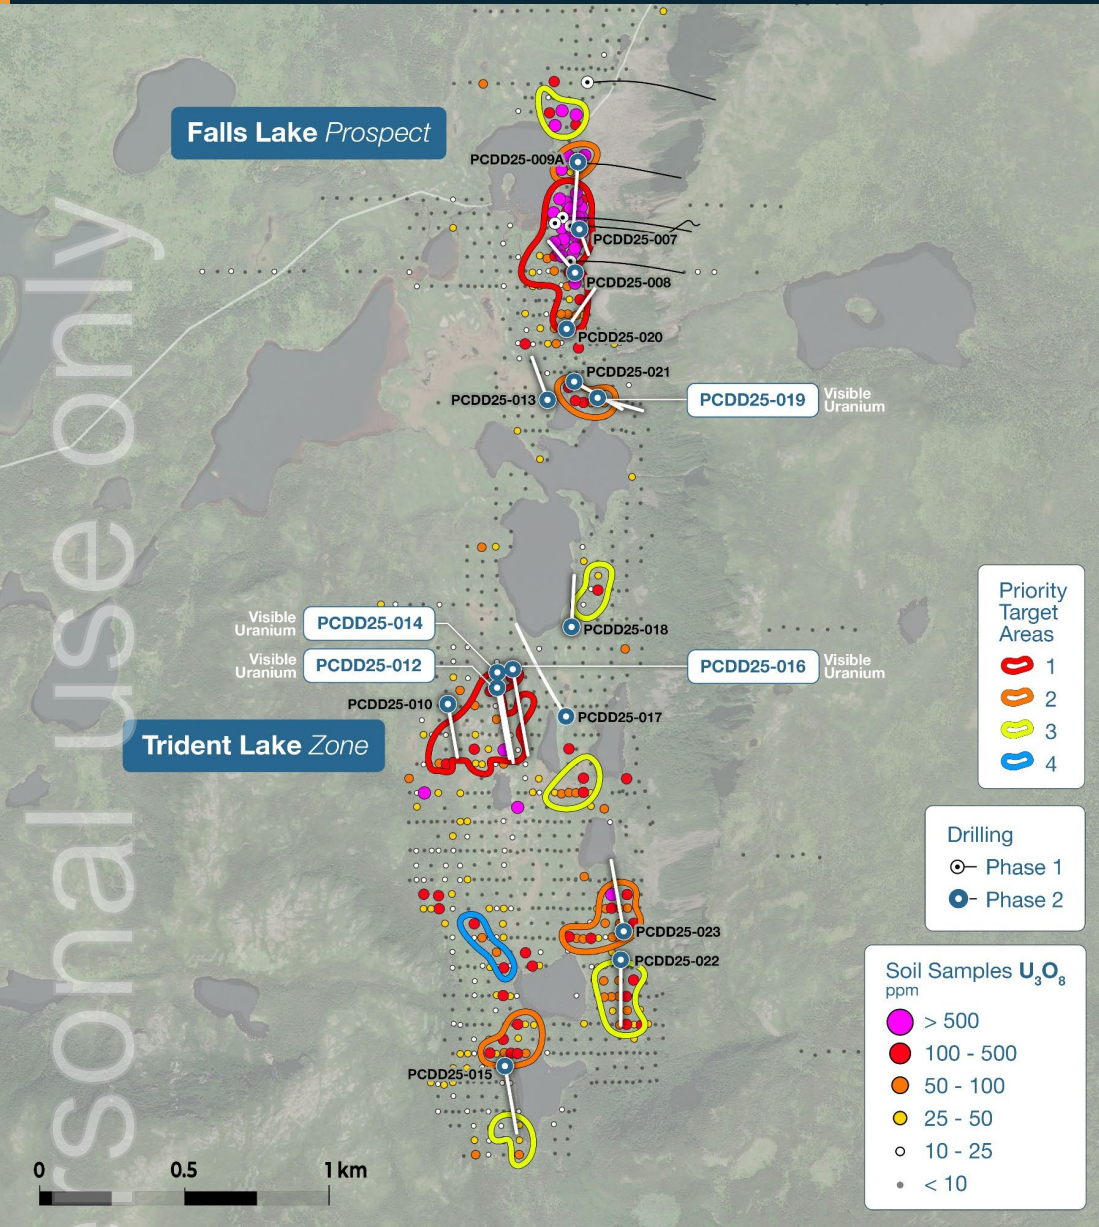 Falls Lake Prospect
PCDD25-009A
PCDD25-007
PCDD25-008
PCDD25-020
PCDD25-021
PCDD25-013
PCDD25-019
Visible
Uranium
PCDD25-018
Visible
Uranium
PCDD25-014
Visible
Uranium
PCDD25-012
PCDD25-016
Visible
Uranium
PCDD25-010
PCDD25-017
Trident Lake Zone
PCDD25-023
PCDD25-022
PCDD25-015
0 0.5 1 km
Priority
Target
Areas
1
2
3
4
Drilling
Phase 1
Phase 2
Soil Samples U₃O₈
ppm
> 500
100 - 500
50 - 100
25 - 50
10 - 25
< 10
ersonal use only